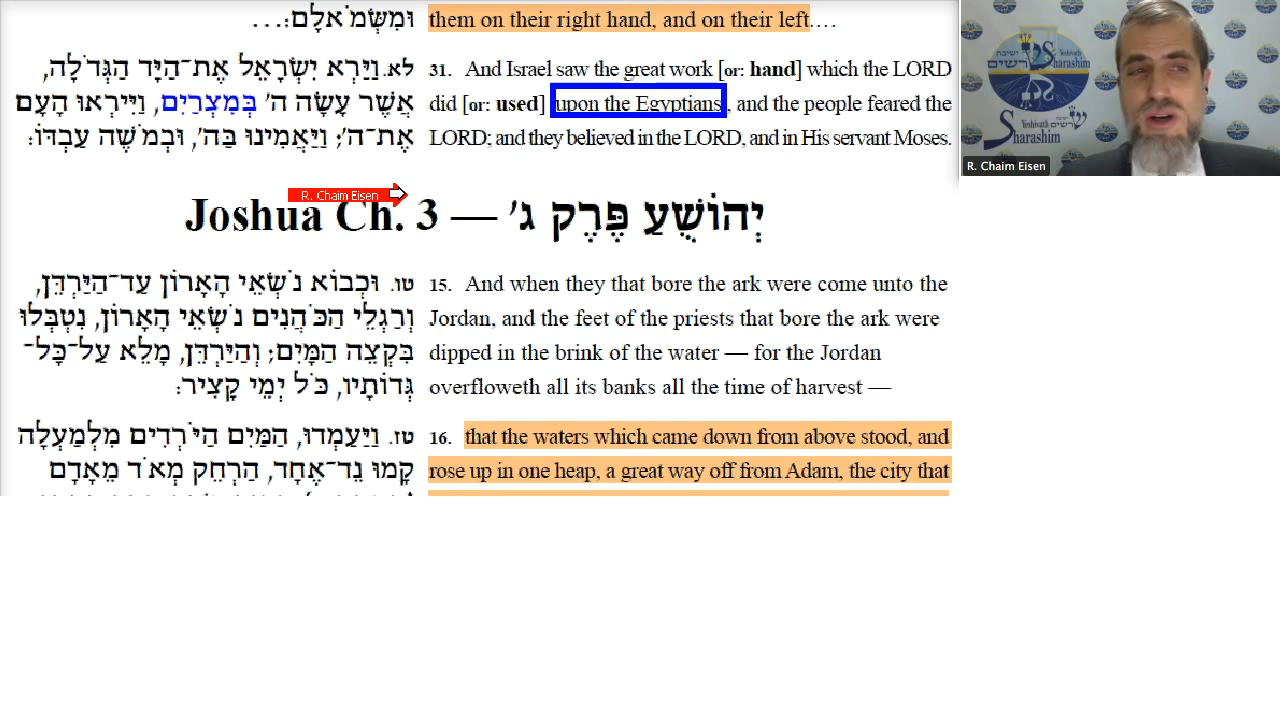 וּמִשְּׂמֹאלָם:...
them on their right hand, and on their left....
לא. וַיַּרְא יִשְׂרָאֵל אֶת־הַיָּד הַגְּדֹלָה,
אֲשֶׁר עָשָׂה ה' בְּמִצְרַיִם, וַיִּירְאוּ הָעָם
אֶת־ה'; וַיַּאֲמִינוּ בַּה', וּבְמֹשֶׁה עַבְדּוֹ:
31. And Israel saw the great work [or: hand] which the LORD
did [or: used] upon the Egyptians, and the people feared the
LORD; and they believed in the LORD, and in His servant Moses.
R. Chaim Eisen
Joshua Ch. 3 — יְהוֹשֻׁעַ פֶּרֶק ג'
טו. וּכְבוֹא נֹשְׂאֵי הָאָרוֹן עַד־הַיַּרְדֵּן,
וְרַגְלֵי הַכֹּהֲנִים נֹשְׂאֵי הָאָרוֹן, נִטְבְּלוּ
בִּקְצֵה הַמָּיִם; וְהַיַּרְדֵּן, מָלֵא עַל־כָּל־
גְּדוֹתָיו, כֹּל יְמֵי קָצִיר:
15. And when they that bore the ark were come unto the
Jordan, and the feet of the priests that bore the ark were
dipped in the brink of the water — for the Jordan
overfloweth all its banks all the time of harvest —
טז. וַיַּעַמְדוּ, הַמַּיִם הַיֹּרְדִים מִלְמַעְלָה
קָמוּ נֵד־אֶחָד, הַרְחֵק מְאֹד מֵאָדָם
16. that the waters which came down from above stood, and
rose up in one heap, a great way off from Adam, the city that
ישיבת
שרשים
Yeshivath
Sharashim
Yeshivath
Sharashim
R. Chaim Eisen